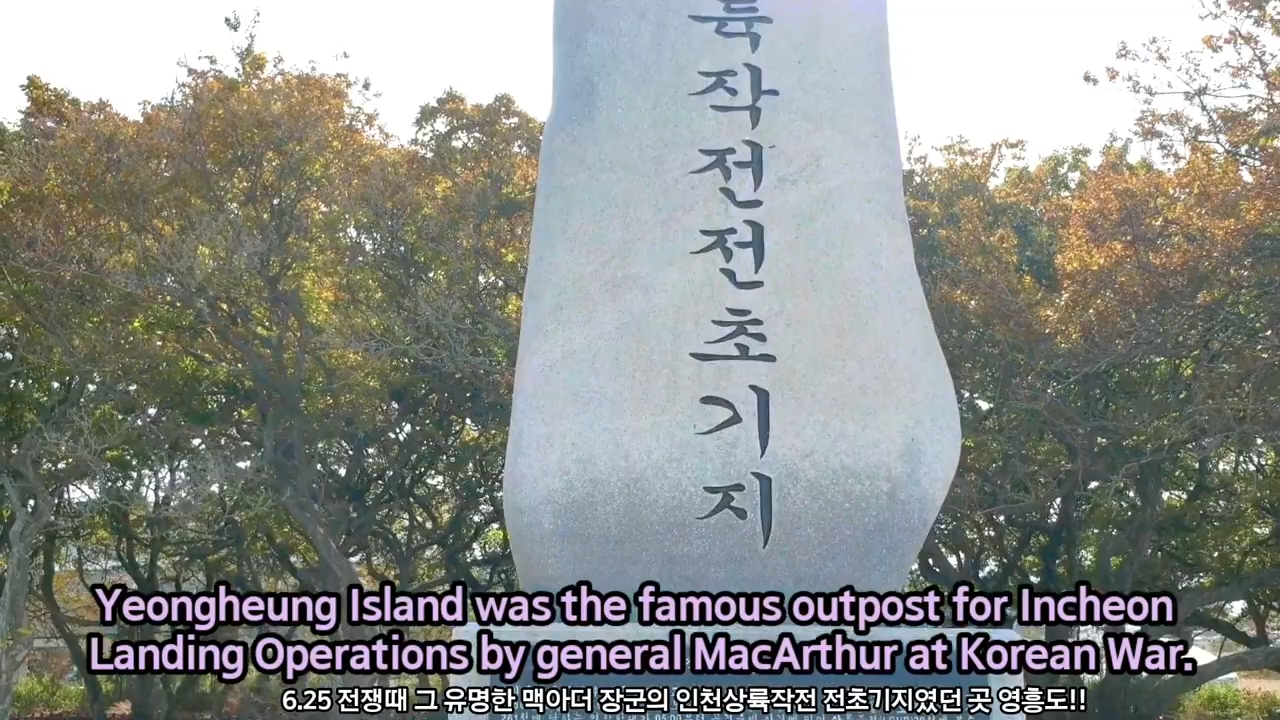 륙작전전초기지
Yeongheung Island was the famous outpost for Incheon
Landing Operations by general MacArthur at Korean War.
6.25 전쟁때 그 유명한 맥아더 장군의 인천상륙작전 전초기지였던 곳 영흥도!!